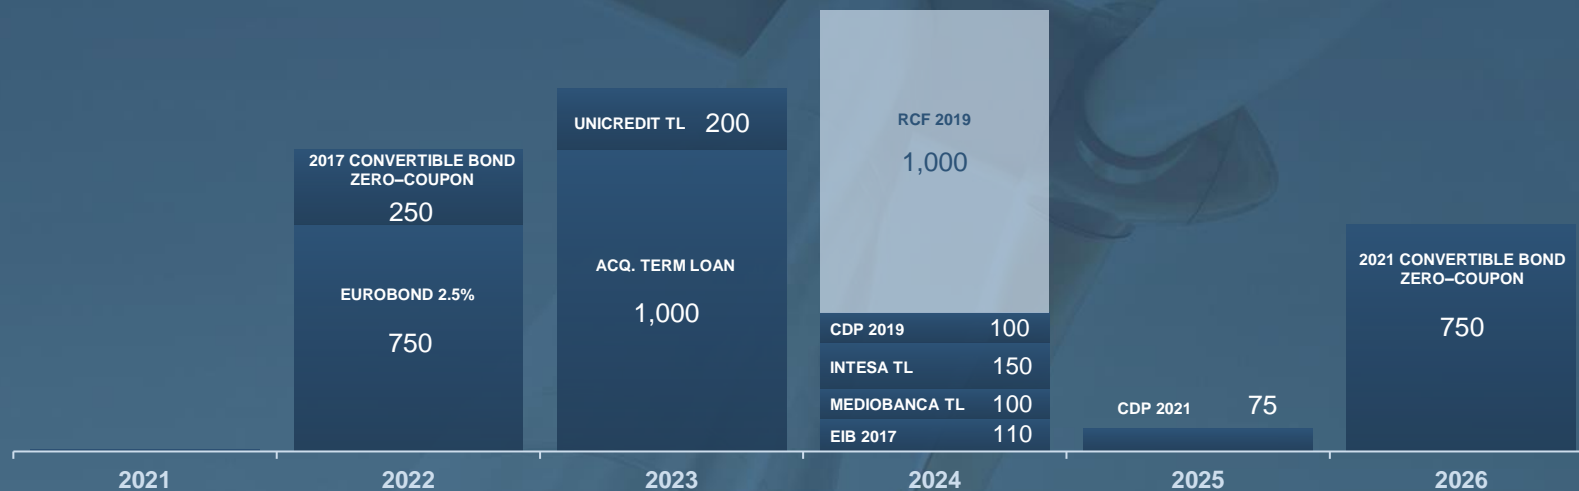 2017 CONVERTIBLE BOND
ZERO–COUPON
250
EUROBOND 2.5%
750
UNICREDIT TL 200
ACQ. TERM LOAN
1,000
RCF 2019
1,000
CDP 2019 100
INTESA TL 150
MEDIOBANCA TL 100
EIB 2017 110
CDP 2021 75
2021 CONVERTIBLE BOND
ZERO–COUPON
750
2021 2022 2023 2024 2025 2026